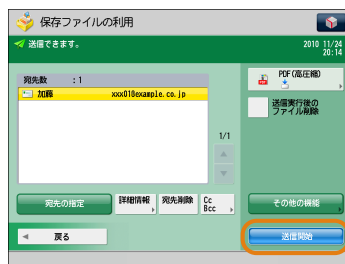 保存ファイルの利用
送信できます。
2010 11/24
20:14
宛先数 :1
加藤 xxx01@example.co.jp
1/1
PDF(高圧縮)
送信実行後の
ファイル削除
宛先の指定
詳細情報
宛先削除
Cc
Bcc
その他の機能
戻る
送信開始